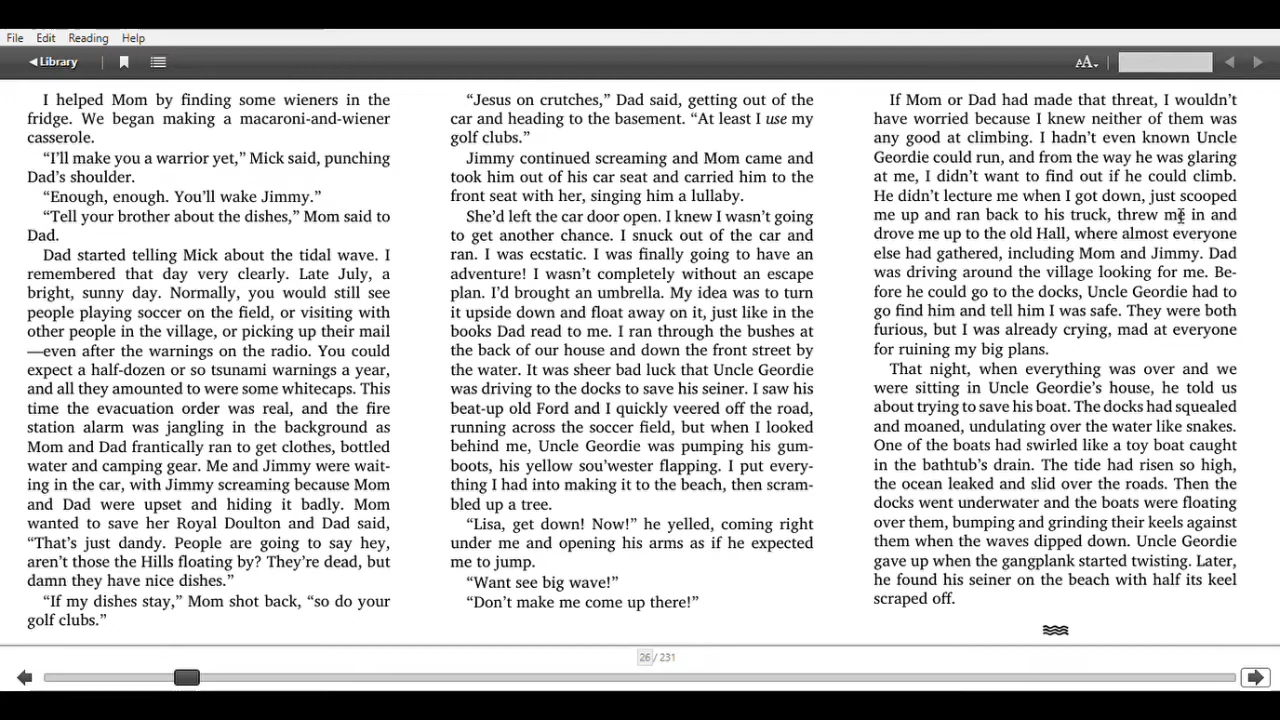 File Edit Reading Help
Library
AA
I helped Mom by finding some wieners in the
fridge. We began making a macaroni-and-wiener
casserole.
“I’ll make you a warrior yet,” Mick said, punching
Dad’s shoulder.
“Enough, enough. You’ll wake Jimmy.”
“Tell your brother about the dishes,” Mom said to
Dad.
Dad started telling Mick about the tidal wave. I
remembered that day very clearly. Late July, a
bright, sunny day. Normally, you would still see
people playing soccer on the field, or visiting with
other people in the village, or picking up their mail
—even after the warnings on the radio. You could
expect a half-dozen or so tsunami warnings a year,
and all they amounted to were some whitecaps. This
time the evacuation order was real, and the fire
station alarm was jangling in the background as
Mom and Dad frantically ran to get clothes, bottled
water and camping gear. Me and Jimmy were wait-
ing in the car, with Jimmy screaming because Mom
and Dad were upset and hiding it badly. Mom
wanted to save her Royal Doulton and Dad said,
“That’s just dandy. People are going to say hey,
aren’t those the Hills floating by? They’re dead, but
damn they have nice dishes.”
“If my dishes stay,” Mom shot back, “so do your
golf clubs.”
“Jesus on crutches,” Dad said, getting out of the
car and heading to the basement. “At least I use my
golf clubs.”
Jimmy continued screaming and Mom came and
took him out of his car seat and carried him to the
front seat with her, singing him a lullaby.
She’d left the car door open. I knew I wasn’t going
to get another chance. I snuck out of the car and
ran. I was ecstatic. I was finally going to have an
adventure! I wasn’t completely without an escape
plan. I’d brought an umbrella. My idea was to turn
it upside down and float away on it, just like in the
books Dad read to me. I ran through the bushes at
the back of our house and down the front street by
the water. It was sheer bad luck that Uncle Geordie
was driving to the docks to save his seiner. I saw his
beat-up old Ford and I quickly veered off the road,
running across the soccer field, but when I looked
behind me, Uncle Geordie was pumping his gum-
boots, his yellow sou’wester flapping. I put every-
thing I had into making it to the beach, then scram-
bled up a tree.
“Lisa, get down! Now!” he yelled, coming right
under me and opening his arms as if he expected
me to jump.
“Want see big wave!”
“Don’t make me come up there!”
If Mom or Dad had made that threat, I wouldn’t
have worried because I knew neither of them was
any good at climbing. I hadn’t even known Uncle
Geordie could run, and from the way he was glaring
at me, I didn’t want to find out if he could climb.
He didn’t lecture me when I got down, just scooped
me up and ran back to his truck, threw me in and
drove me up to the old Hall, where almost everyone
else had gathered, including Mom and Jimmy. Dad
was driving around the village looking for me. Be-
fore he could go to the docks, Uncle Geordie had to
go find him and tell him I was safe. They were both
furious, but I was already crying, mad at everyone
for ruining my big plans.
That night, when everything was over and we
were sitting in Uncle Geordie’s house, he told us
about trying to save his boat. The docks had squealed
and moaned, undulating over the water like snakes.
One of the boats had swirled like a toy boat caught
in the bathtub’s drain. The tide had risen so high,
the ocean leaked and slid over the roads. Then the
docks went underwater and the boats were floating
over them, bumping and grinding their keels against
them when the waves dipped down. Uncle Geordie
gave up when the gangplank started twisting. Later,
he found his seiner on the beach with half its keel
scraped off.
26 / 231